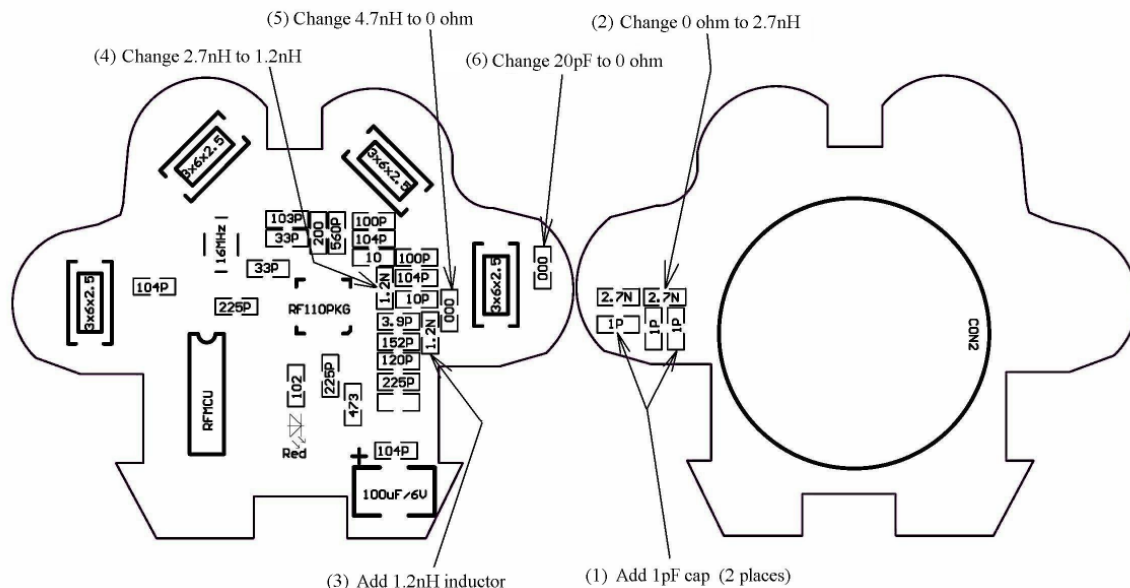 (5) Change 4.7nH to 0 ohm
(2) Change 0 ohm to 2.7nH
(4) Change 2.7nH to 1.2nH
(6) Change 20pF to 0 ohm
3x6x2.5
3x6x2.5
103P
200
560P
100P
33P
104P
16MHz
10
100P
33P
104P
3x6x2.5
104P
1.2N
10P
000
3x6x2.5
000
225P
RF110PKG
3.9P
1.2N
152P
120P
225P
225P
102
473
RFMCU
Red
+
104P
100uF/6V
2.7N
2.7N
1P
1P
1P
CON2
(3) Add 1.2nH inductor
(1) Add 1pF cap (2 places)